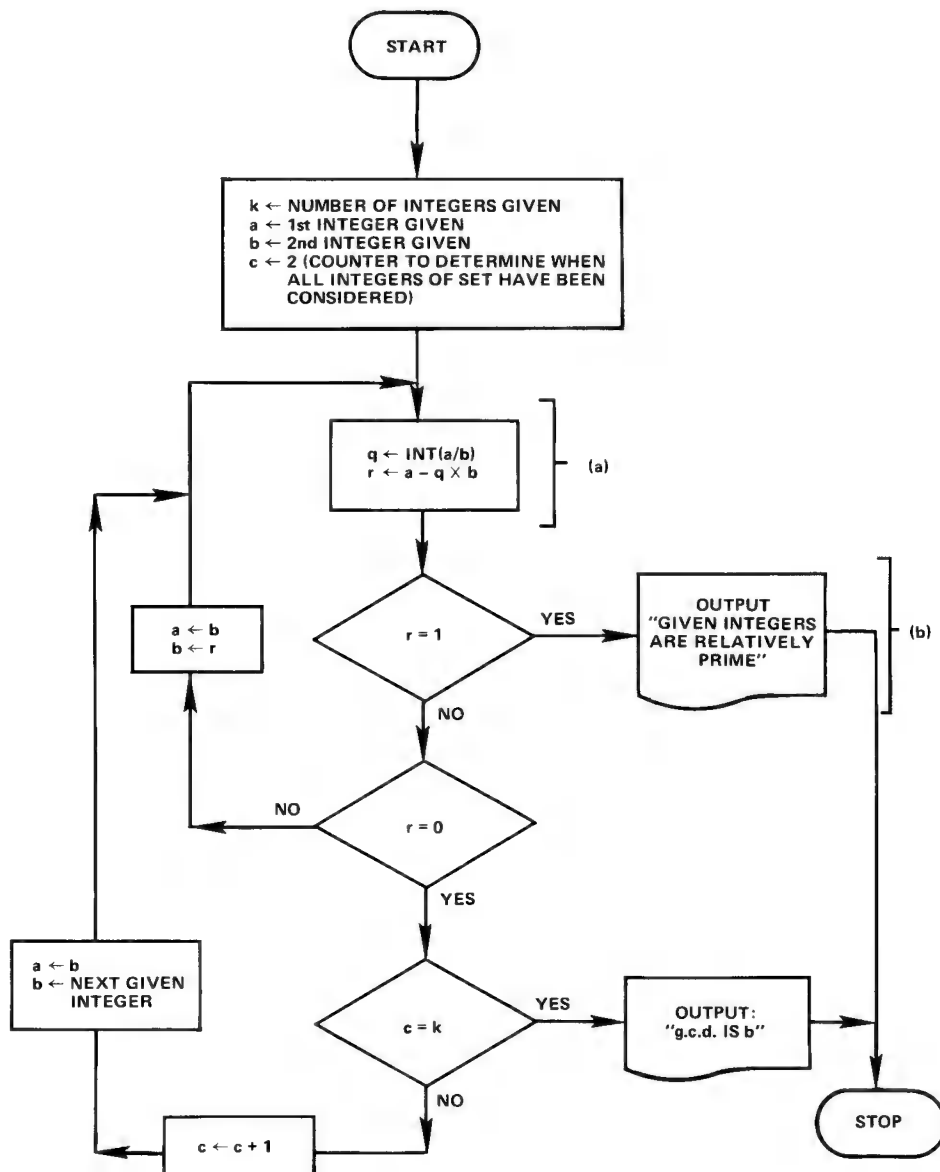 START
k ← NUMBER OF INTEGERS GIVEN
a ← 1st INTEGER GIVEN
b ← 2nd INTEGER GIVEN
c ← 2 (COUNTER TO DETERMINE WHEN
ALL INTEGERS OF SET HAVE BEEN
CONSIDERED)
q ← INT(a/b)
r ← a – q × b
(a)
r = 1
YES
OUTPUT
"GIVEN INTEGERS
ARE RELATIVELY
PRIME"
(b)
NO
a ← b
b ← r
r = 0
NO
YES
a ← b
b ← NEXT GIVEN
INTEGER
c = k
YES
OUTPUT:
"g.c.d. IS b"
NO
c ← c + 1
STOP